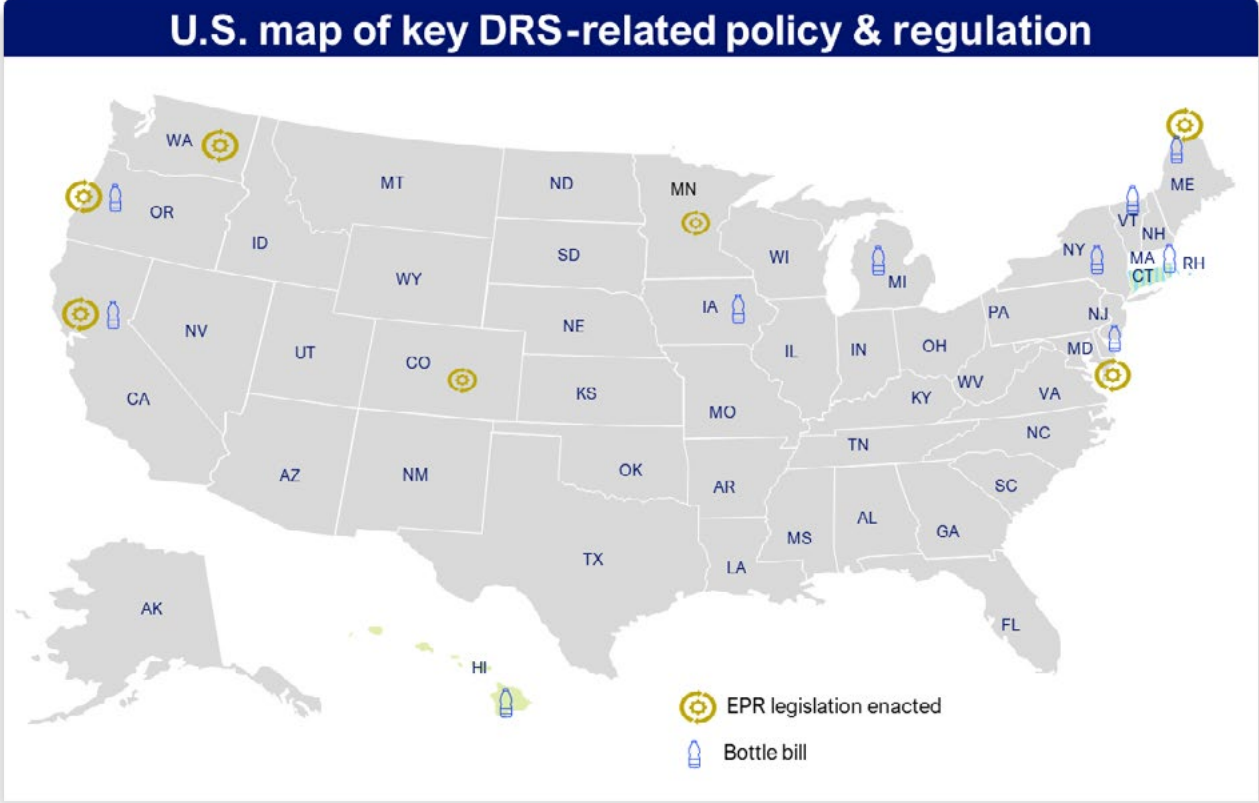 U.S. map of key DRS-related policy & regulation
WA
OR
MT
ND
MN
ID
SD
WI
MI
WY
IA
NE
NV
UT
CO
CA
KS
MO
IL
IN
OH
PA
NY
VT
NH
ME
MA
RH
CT
NJ
MD
WV
VA
KY
NC
TN
SC
AZ
NM
OK
AR
MS
AL
GA
TX
LA
FL
AK
HI
EPR legislation enacted
Bottle bill